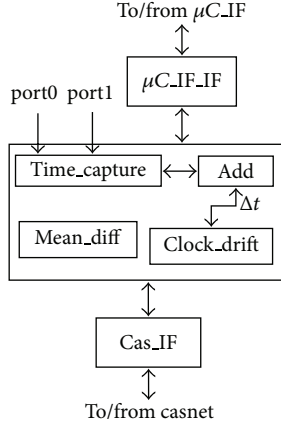 To/from μC_IF
μC_IF_IF
port0 port1
Time_capture
Add
Δt
Mean_diff
Clock_drift
Cas_IF
To/from casnet